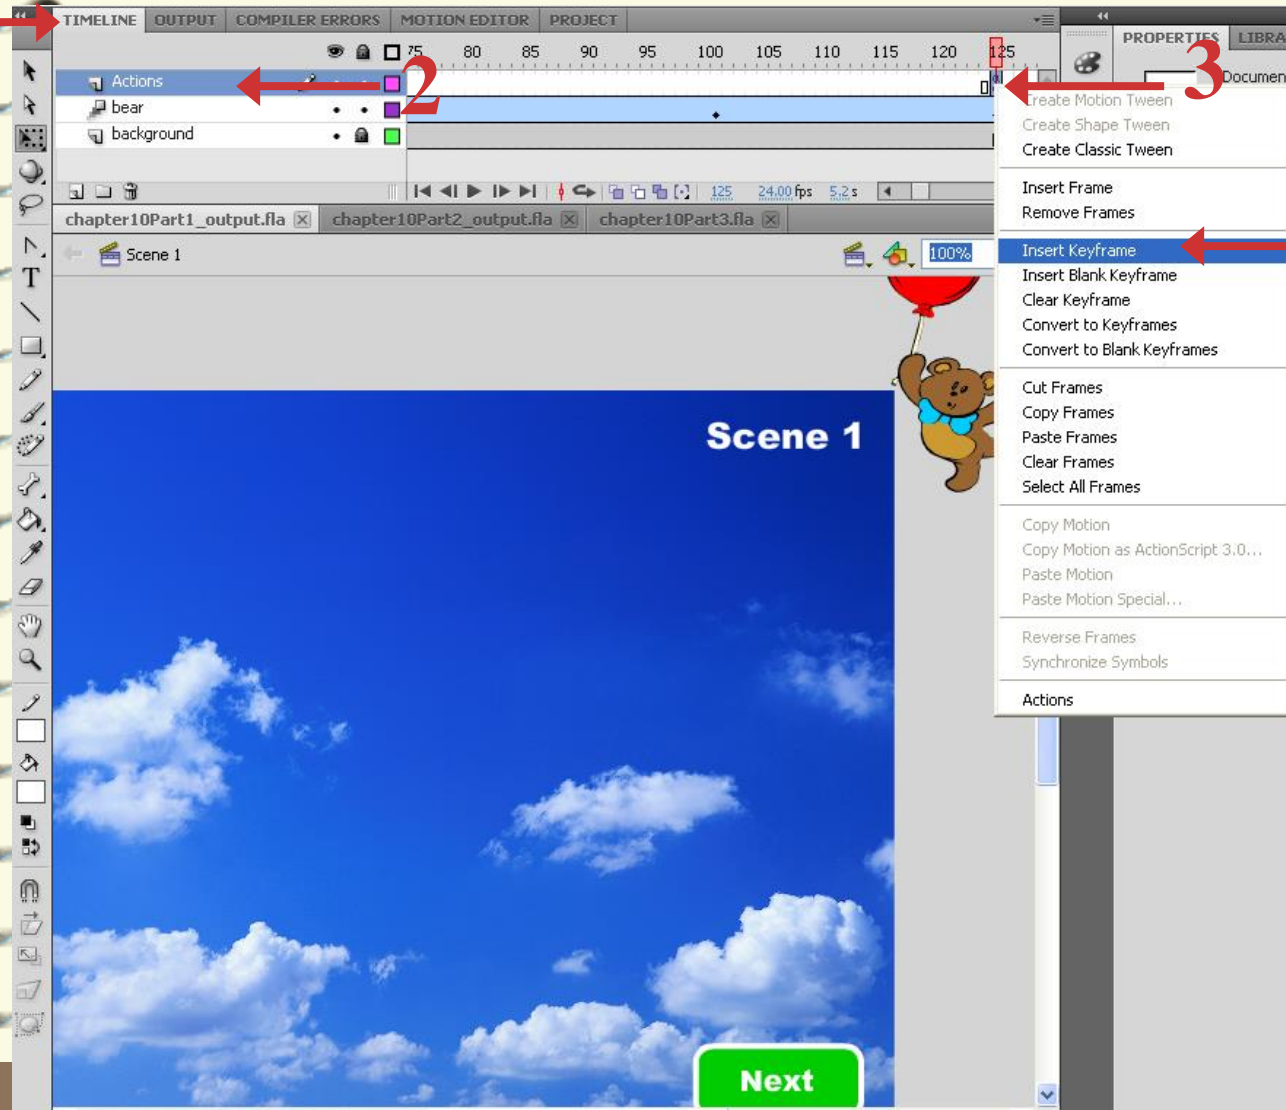 TIMELINE OUTPUT COMPILER ERRORS MOTION EDITOR PROJECT
PROPERTIES LIBRA
75 80 85 90 95 100 105 110 115 120 125
3
Documen
Actions
2
bear
background
125 24.00 fps 5.2 s
chapter10Part1_output.fla chapter10Part2_output.fla chapter10Part3.fla
Scene 1
100%
Create Motion Tween
Create Shape Tween
Create Classic Tween
Insert Frame
Remove Frames
Insert Keyframe
Insert Blank Keyframe
Clear Keyframe
Convert to Keyframes
Convert to Blank Keyframes
Cut Frames
Copy Frames
Paste Frames
Clear Frames
Select All Frames
Copy Motion
Copy Motion as ActionScript 3.0...
Paste Motion
Paste Motion Special...
Reverse Frames
Synchronize Symbols
Actions
Scene 1
Next